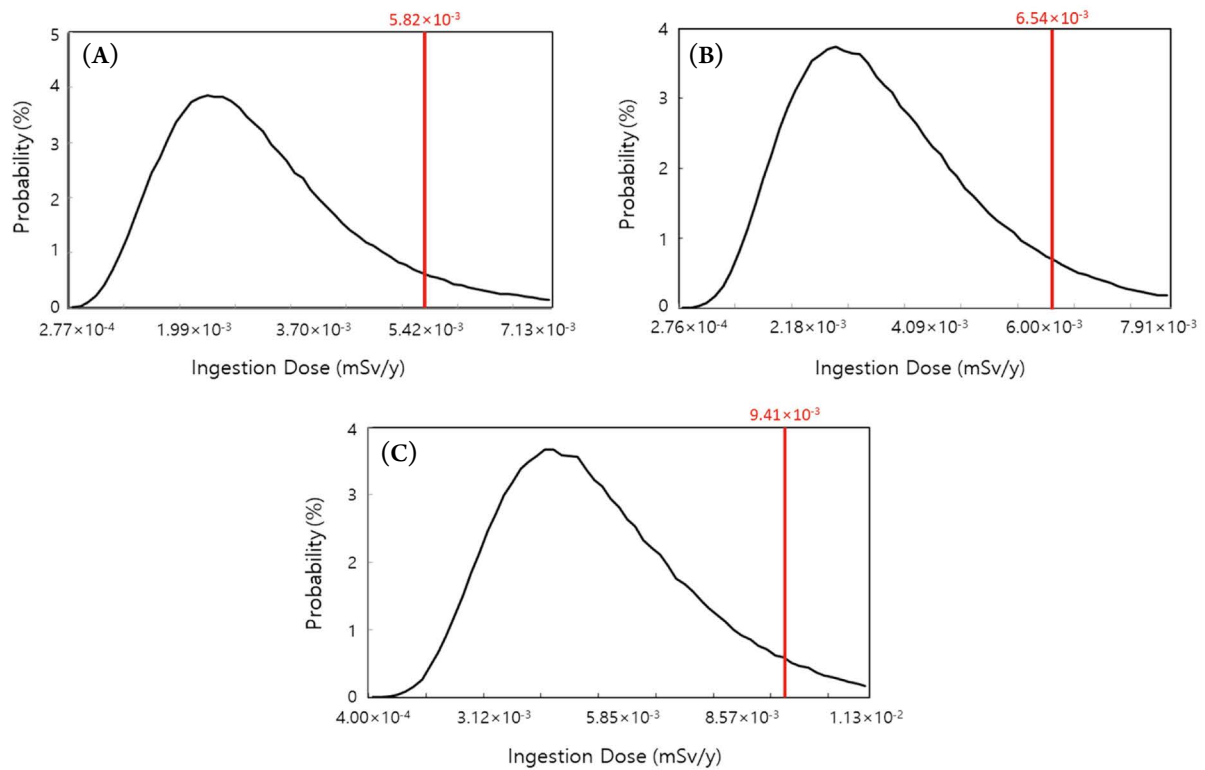 5.82×10⁻³
(A)
Probability (%)
5
4
3
2
1
0
2.77×10⁻⁴ 1.99×10⁻³ 3.70×10⁻³ 5.42×10⁻³ 7.13×10⁻³
Ingestion Dose (mSv/y)
6.54×10⁻³
(B)
Probability (%)
4
3
2
1
0
2.76×10⁻⁴ 2.18×10⁻³ 4.09×10⁻³ 6.00×10⁻³ 7.91×10⁻³
Ingestion Dose (mSv/y)
9.41×10⁻³
(C)
Probability (%)
4
3
2
1
0
4.00×10⁻⁴ 3.12×10⁻³ 5.85×10⁻³ 8.57×10⁻³ 1.13×10⁻²
Ingestion Dose (mSv/y)